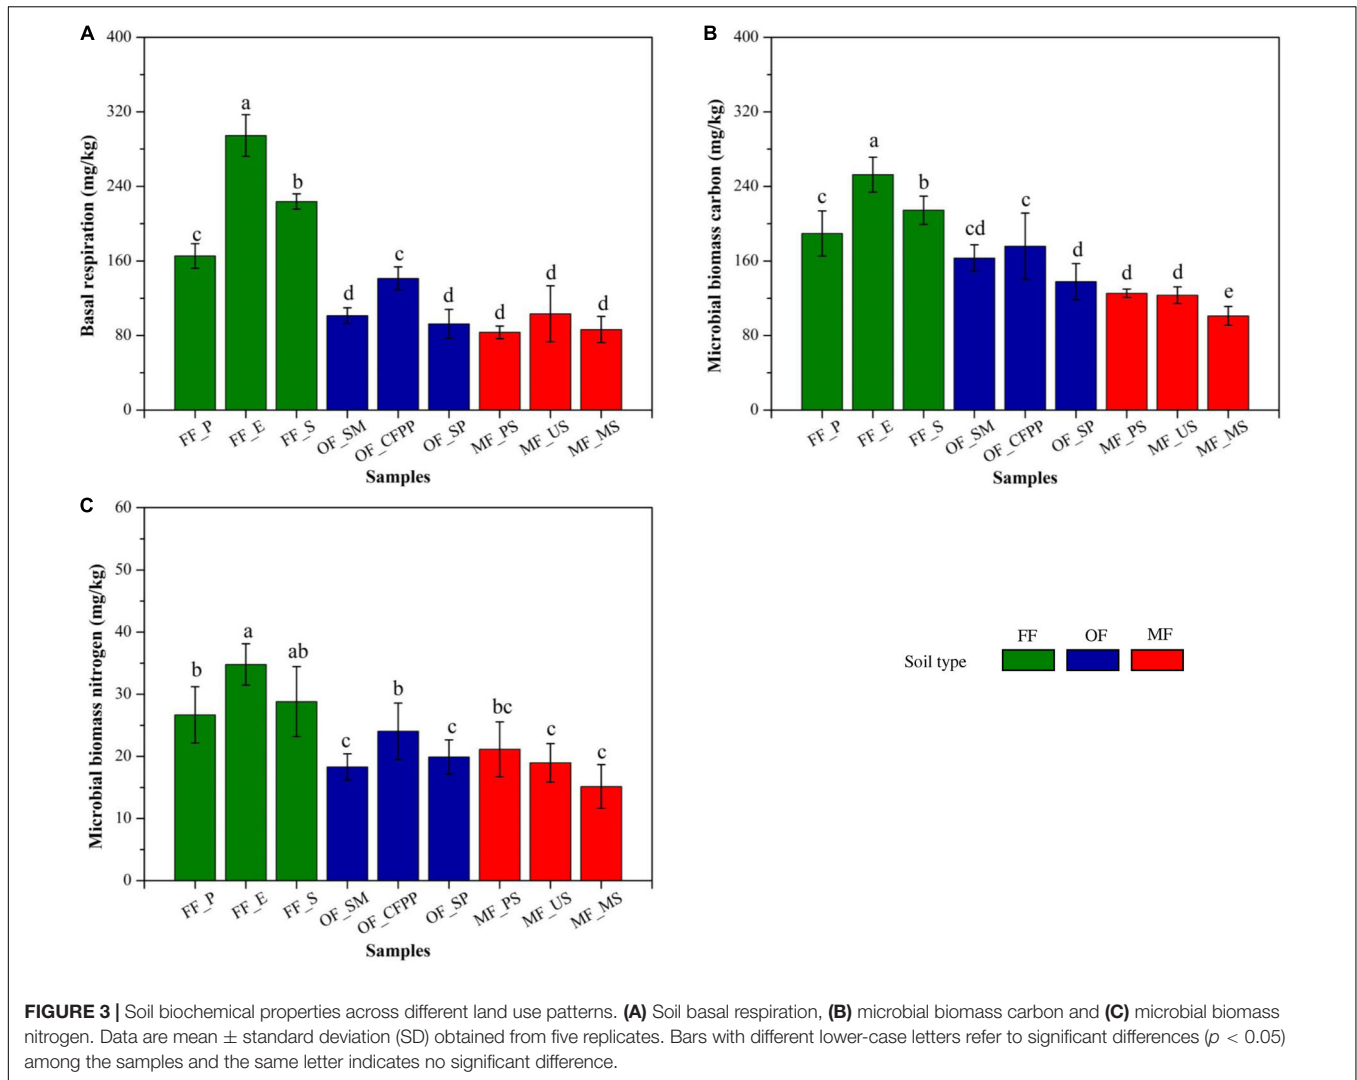 A
400
320
240
160
80
0
Basal respiration (mg/kg)
a
b
c
c
d
d
d
d
d
FF_P FF_E FF_S OF_SM OF_CFPP OF_SP MF_PS MF_US MF_MS
Samples
B
400
320
240
160
80
0
Microbial biomass carbon (mg/kg)
c
a
b
cd
c
d
d
d
e
FF_P FF_E FF_S OF_SM OF_CFPP OF_SP MF_PS MF_US MF_MS
Samples
C
60
50
40
30
20
10
0
Microbial biomass nitrogen (mg/kg)
b
a
ab
c
b
c
bc
c
c
FF_P FF_E FF_S OF_SM OF_CFPP OF_SP MF_PS MF_US MF_MS
Samples
FF OF MF
Soil type
FIGURE 3 | Soil biochemical properties across different land use patterns. (A) Soil basal respiration, (B) microbial biomass carbon and (C) microbial biomass
nitrogen. Data are mean ± standard deviation (SD) obtained from five replicates. Bars with different lower-case letters refer to significant differences (p < 0.05)
among the samples and the same letter indicates no significant difference.